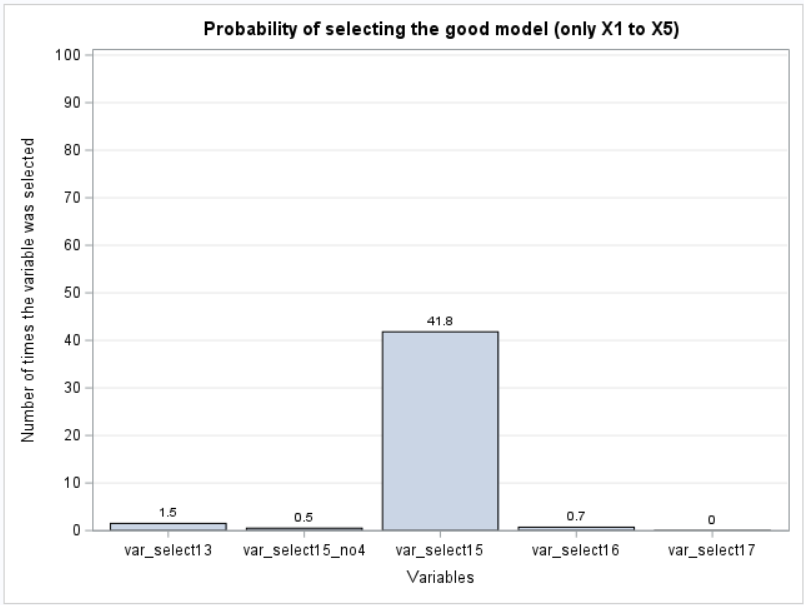 Probability of selecting the good model (only X1 to X5)
Number of times the variable was selected
100
90
80
70
60
50
40
30
20
10
0
1.5
0.5
41.8
0.7
0
var_select13
var_select15_no4
var_select15
var_select16
var_select17
Variables